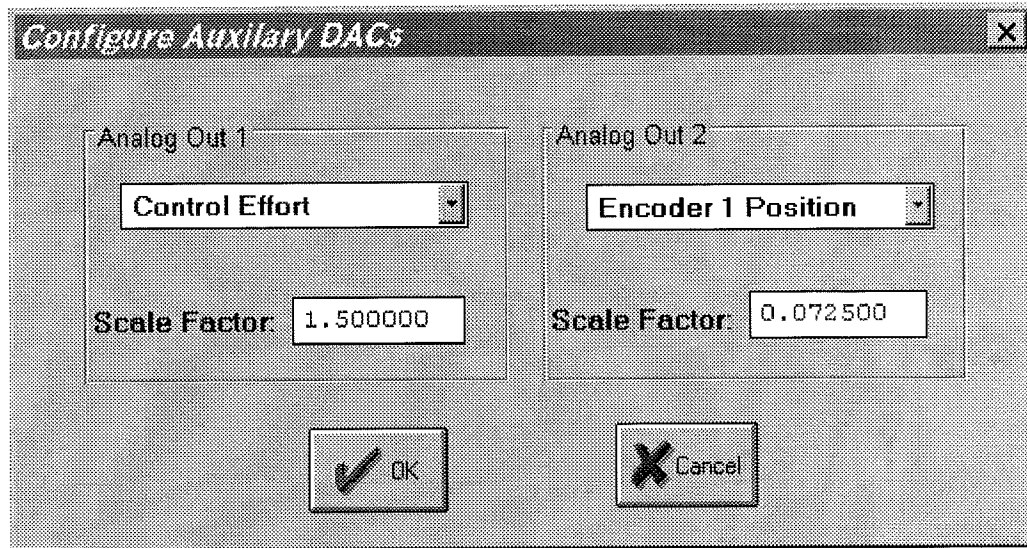 Configure Auxilary DACs
Analog Out 1
Control Effort
Scale Factor: 1.500000
Analog Out 2
Encoder 1 Position
Scale Factor: 0.072500
OK
Cancel